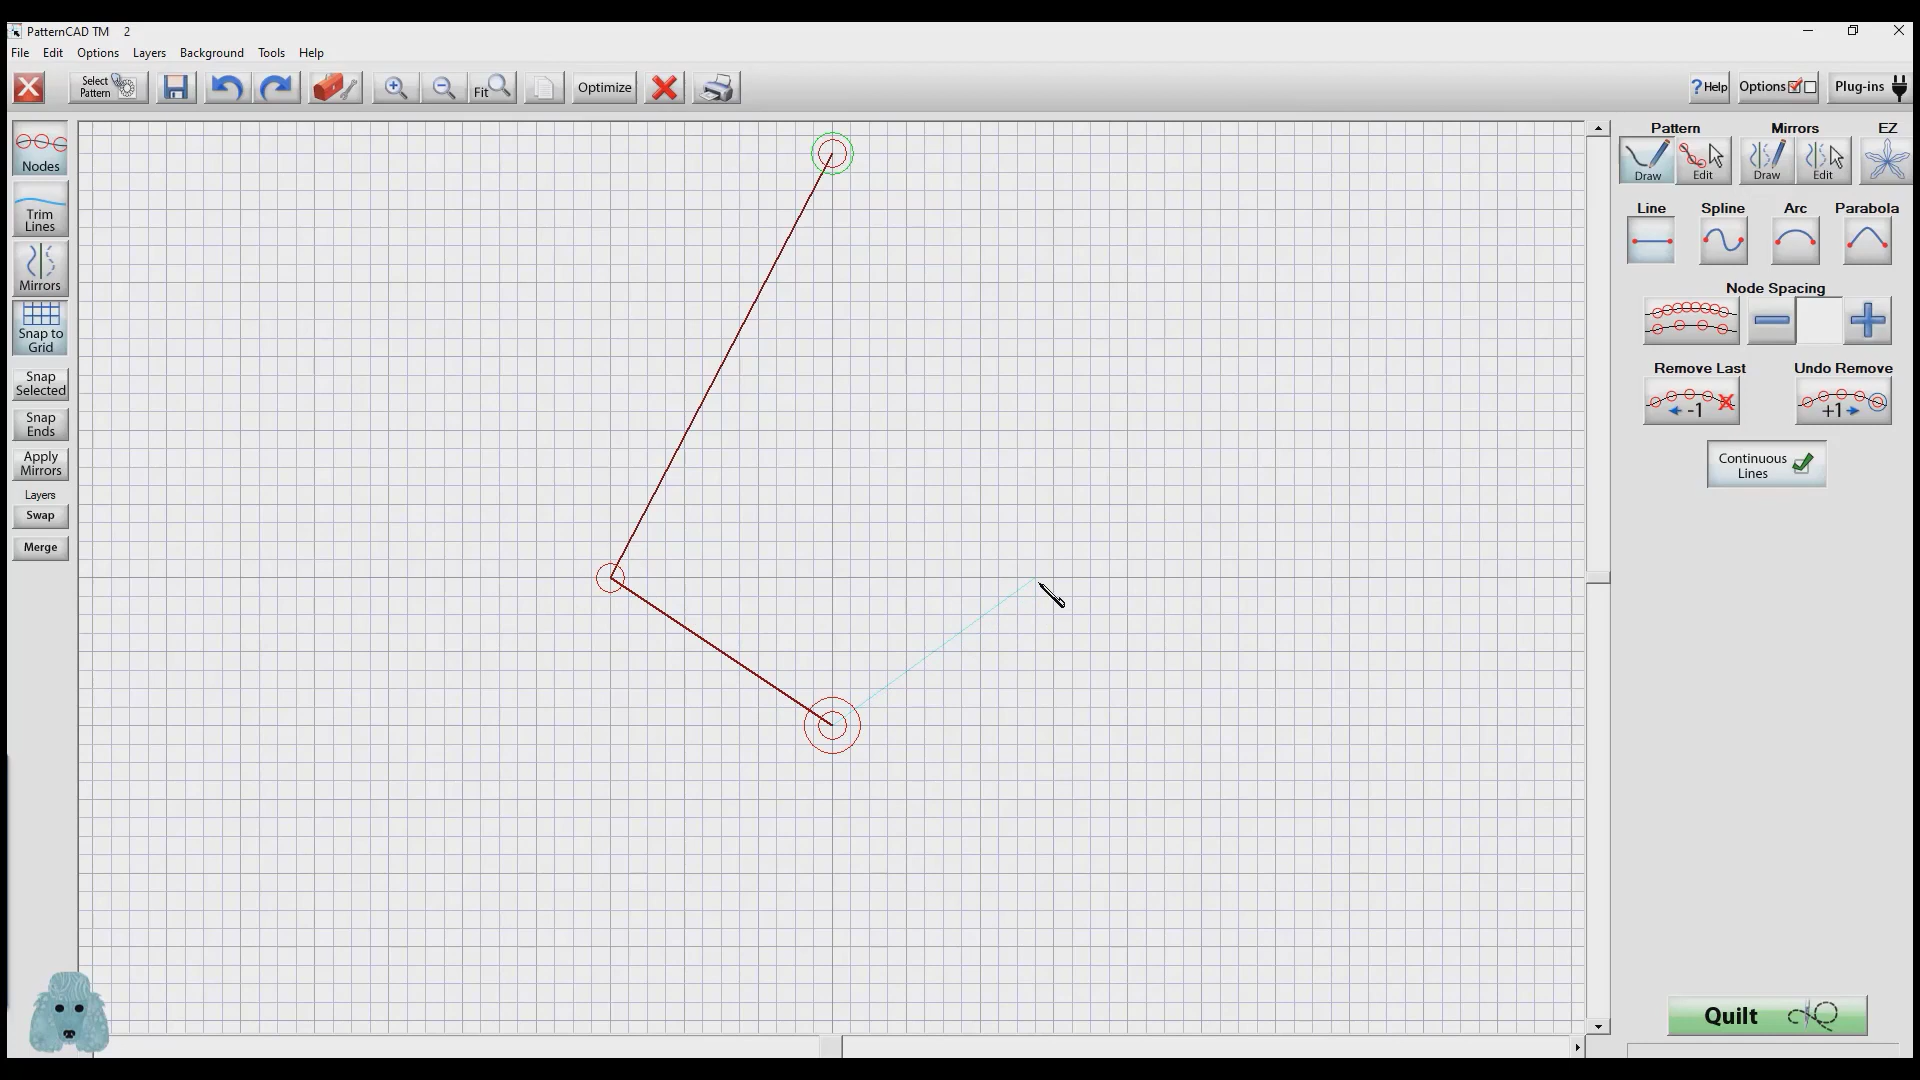 PatternCAD TM 2
File Edit Options Layers Background Tools Help
Select
Pattern
Fit
Optimize
?Help
Options
Plug-ins
Nodes
Trim
Lines
Mirrors
Snap to
Grid
Snap
Selected
Snap
Ends
Apply
Mirrors
Layers
Swap
Merge
Pattern Mirrors EZ
Draw Edit Draw Edit
Line Spline Arc Parabola
Node Spacing
Remove Last Undo Remove
-1 +1
Continuous
Lines
Quilt